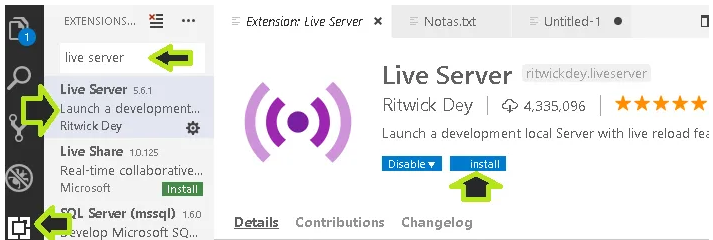 EXTENSIONS...
1
live server
Live Server 5.6.1
Launch a development...
Ritwick Dey
Live Share 1.0.125
Real-time collaborative...
Microsoft Install
SQL Server (mssql) 1.6.0
Develop Microsoft SQ...
Extension: Live Server
Notas.txt
Untitled-1
Live Server ritwickdey.liveserver
Ritwick Dey 4,335,096
Launch a development local Server with live reload fea
Disable install
Details Contributions Changelog